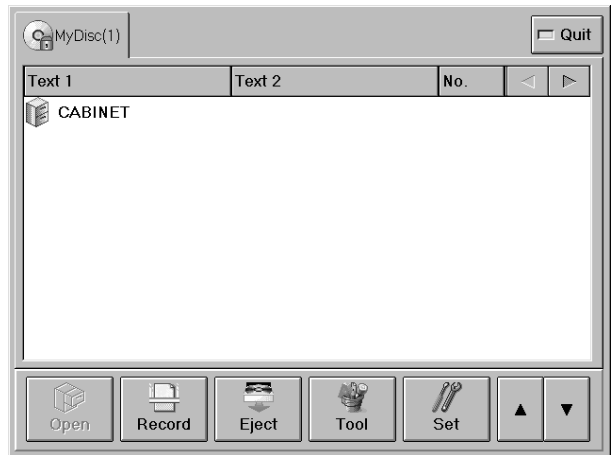 MyDisc(1)
Quit
Text 1 Text 2 No.
CABINET
Open Record Eject Tool Set